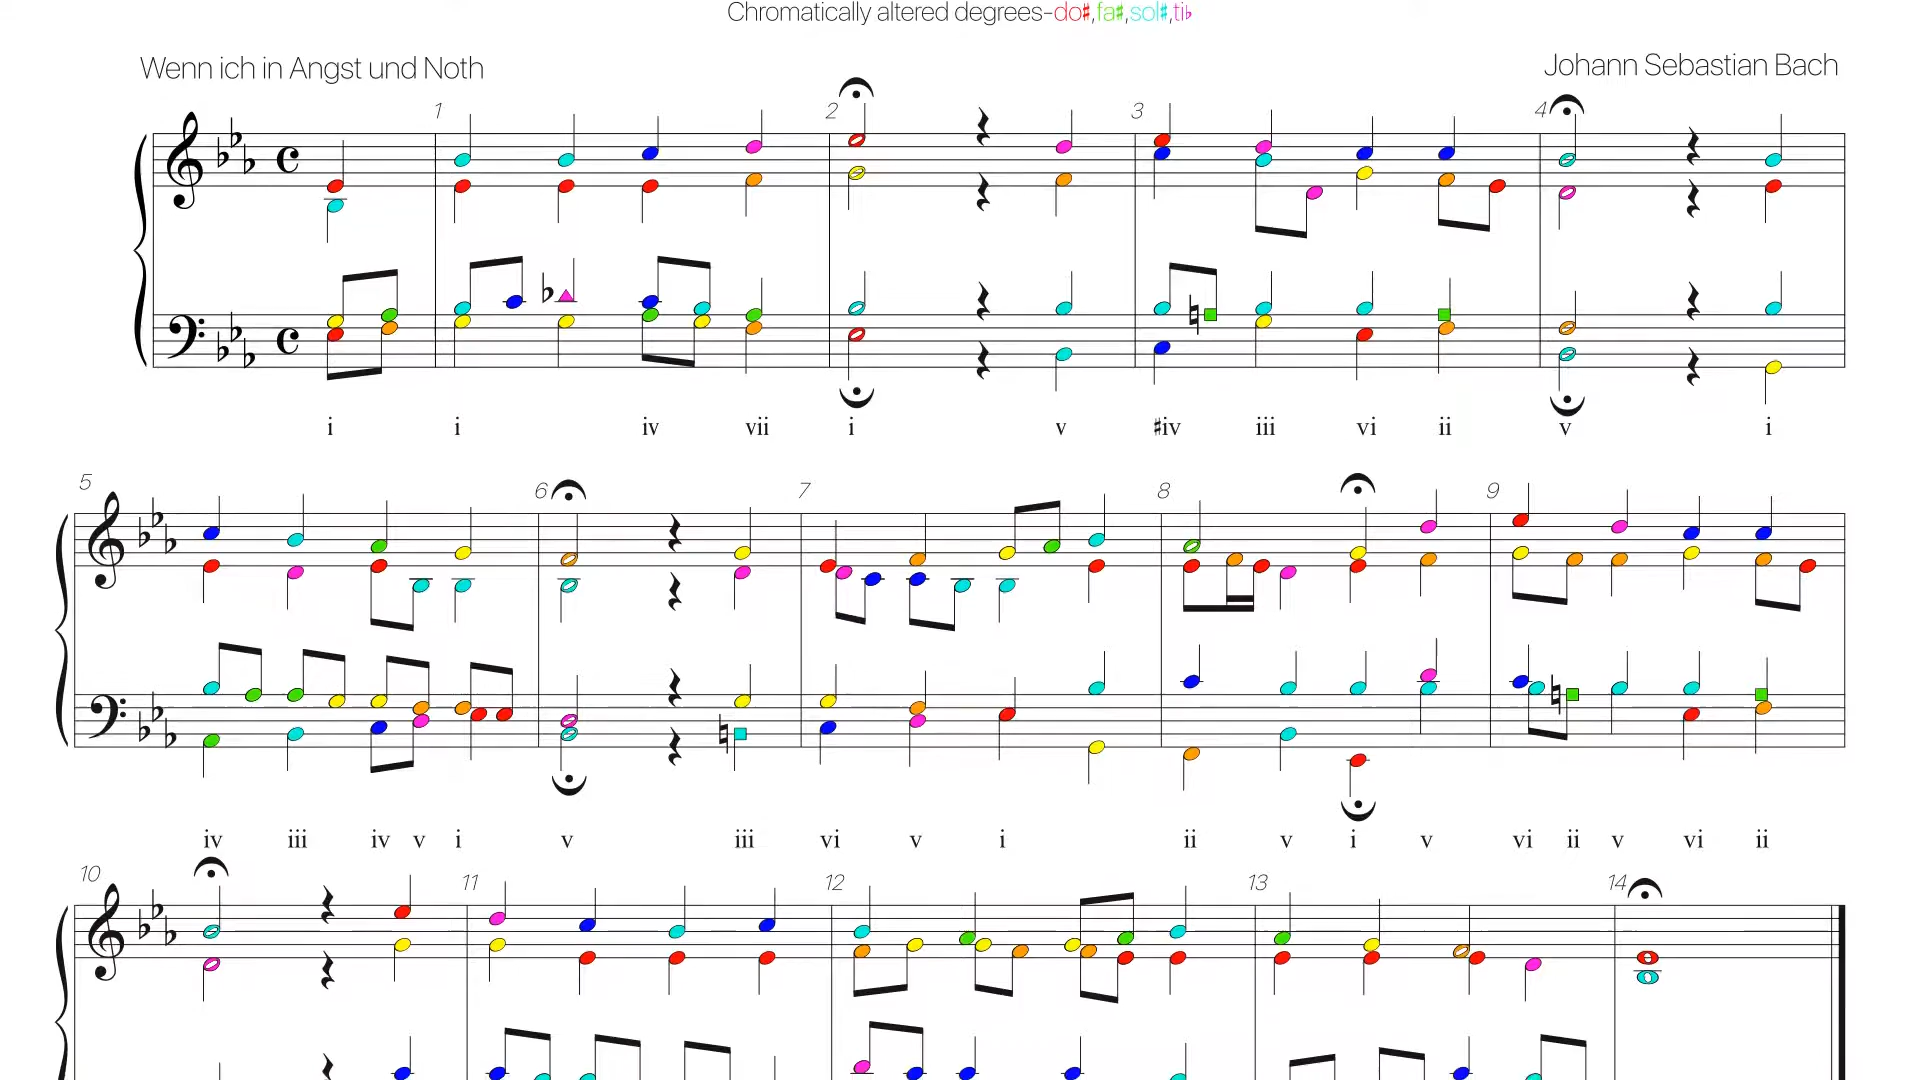 Chromatically altered degrees-do♯,fa♯,sol♯,ti♭
Wenn ich in Angst und Noth
Johann Sebastian Bach
1 2 3 4
i i iv vii i v ♯iv iii vi ii v i
5 6 7 8 9
iv iii iv v i v iii vi v i ii v i v vi ii v vi ii
10 11 12 13 14